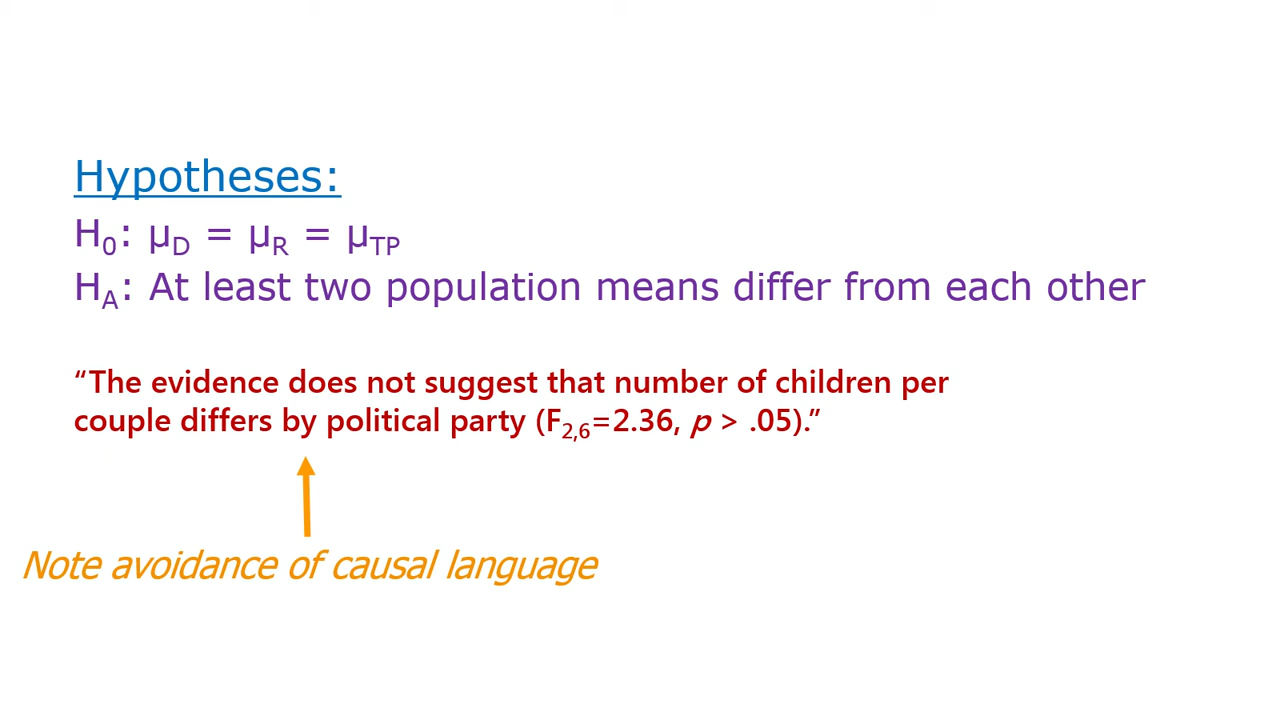 Hypotheses:
H₀: µD = µR = µTP
HA: At least two population means differ from each other
“The evidence does not suggest that number of children per
couple differs by political party (F₂,₆=2.36, p > .05).”
Note avoidance of causal language